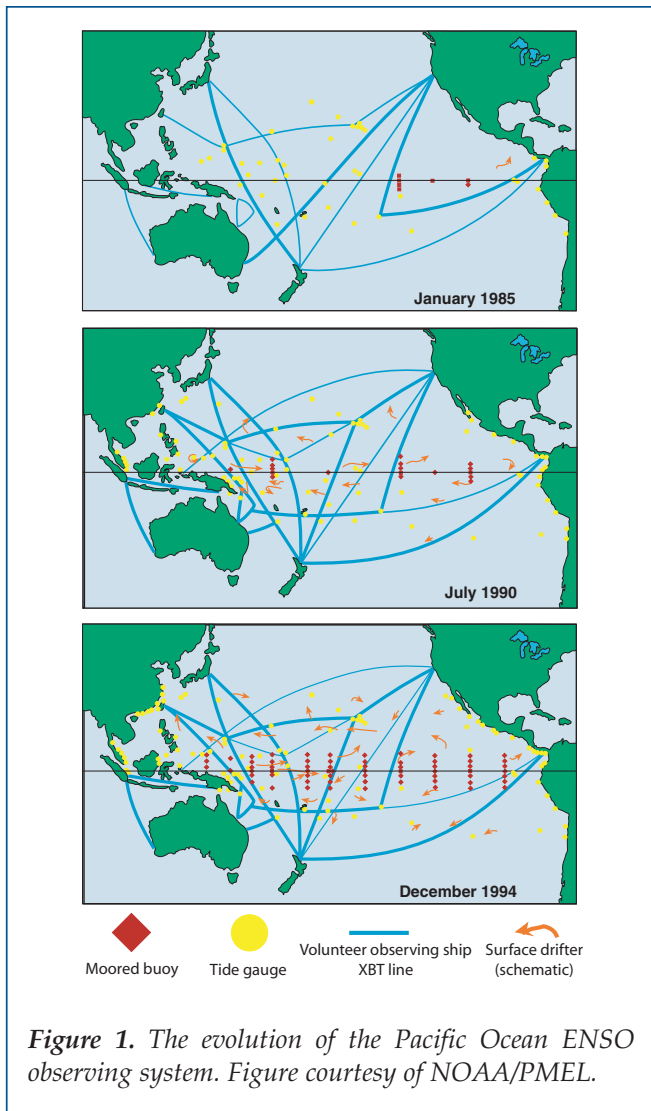 January 1985
July 1990
December 1994
Moored buoy
Tide gauge
Volunteer observing ship
XBT line
Surface drifter
(schematic)
Figure 1. The evolution of the Pacific Ocean ENSO
observing system. Figure courtesy of NOAA/PMEL.